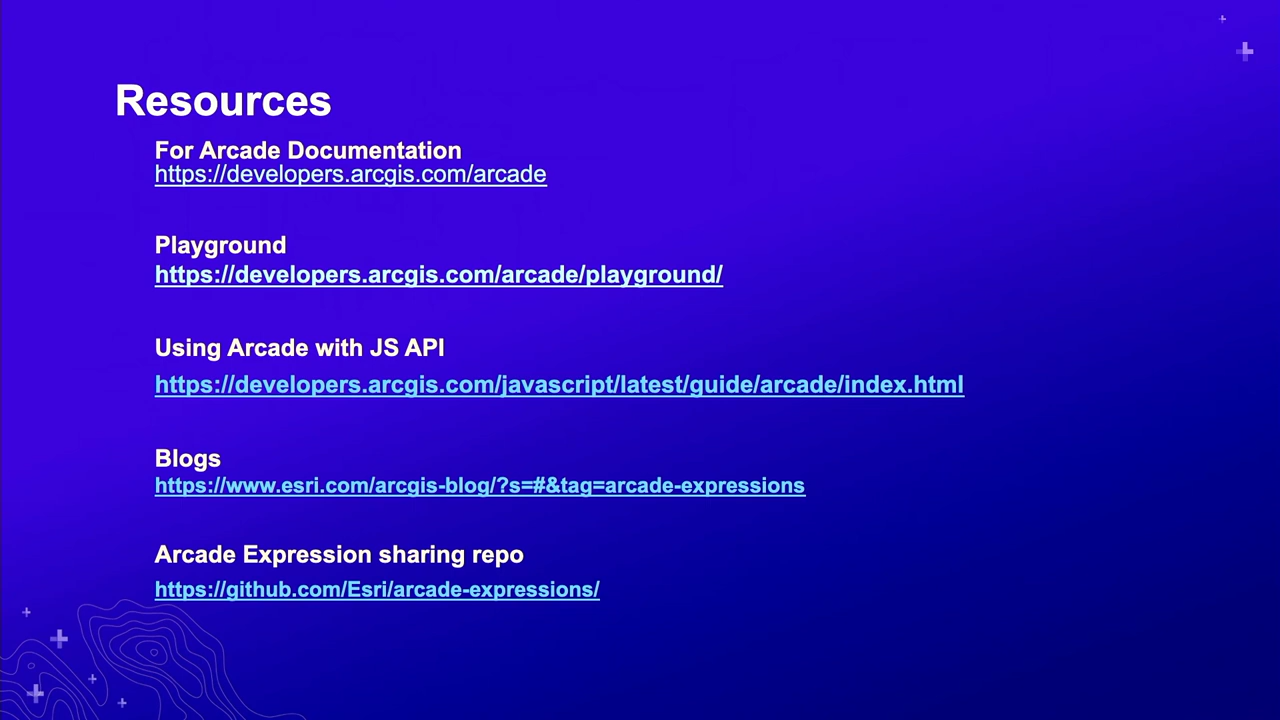 Resources
For Arcade Documentation
https://developers.arcgis.com/arcade
Playground
https://developers.arcgis.com/arcade/playground/
Using Arcade with JS API
https://developers.arcgis.com/javascript/latest/guide/arcade/index.html
Blogs
https://www.esri.com/arcgis-blog/?s=#&tag=arcade-expressions
Arcade Expression sharing repo
https://github.com/Esri/arcade-expressions/